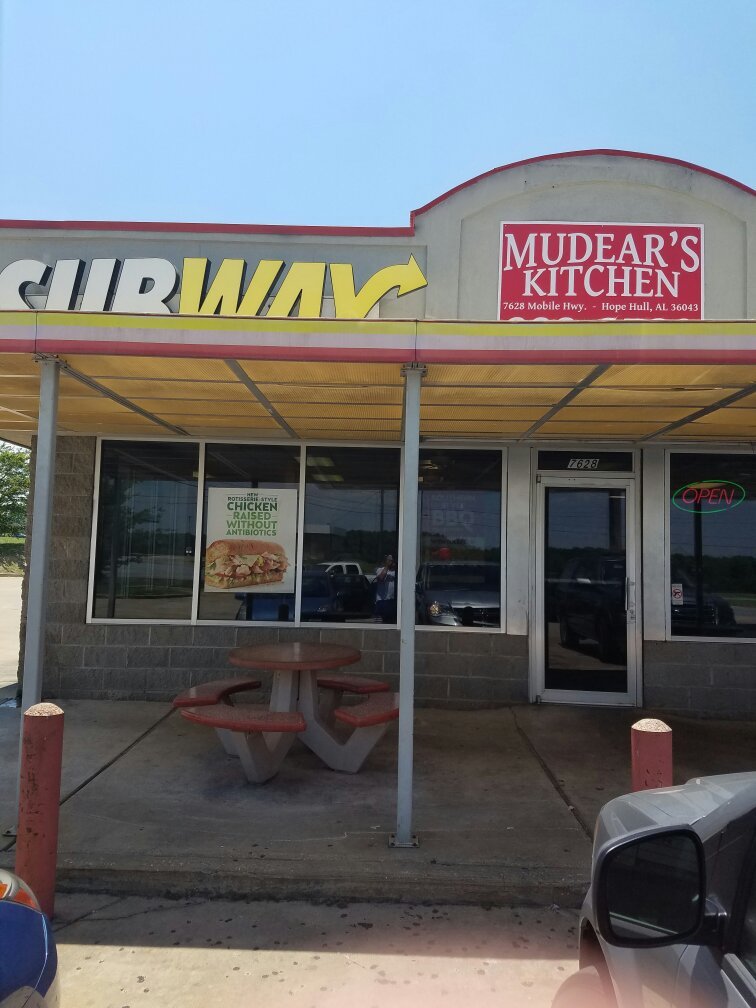 SUBWAY
MUDEAR'S
KITCHEN
7628 Mobile Hwy. - Hope Hull, AL 36043
7628
OPEN
NEW
ROTISSERIE-STYLE
CHICKEN
RAISED
WITHOUT
ANTIBIOTICS
BBQ